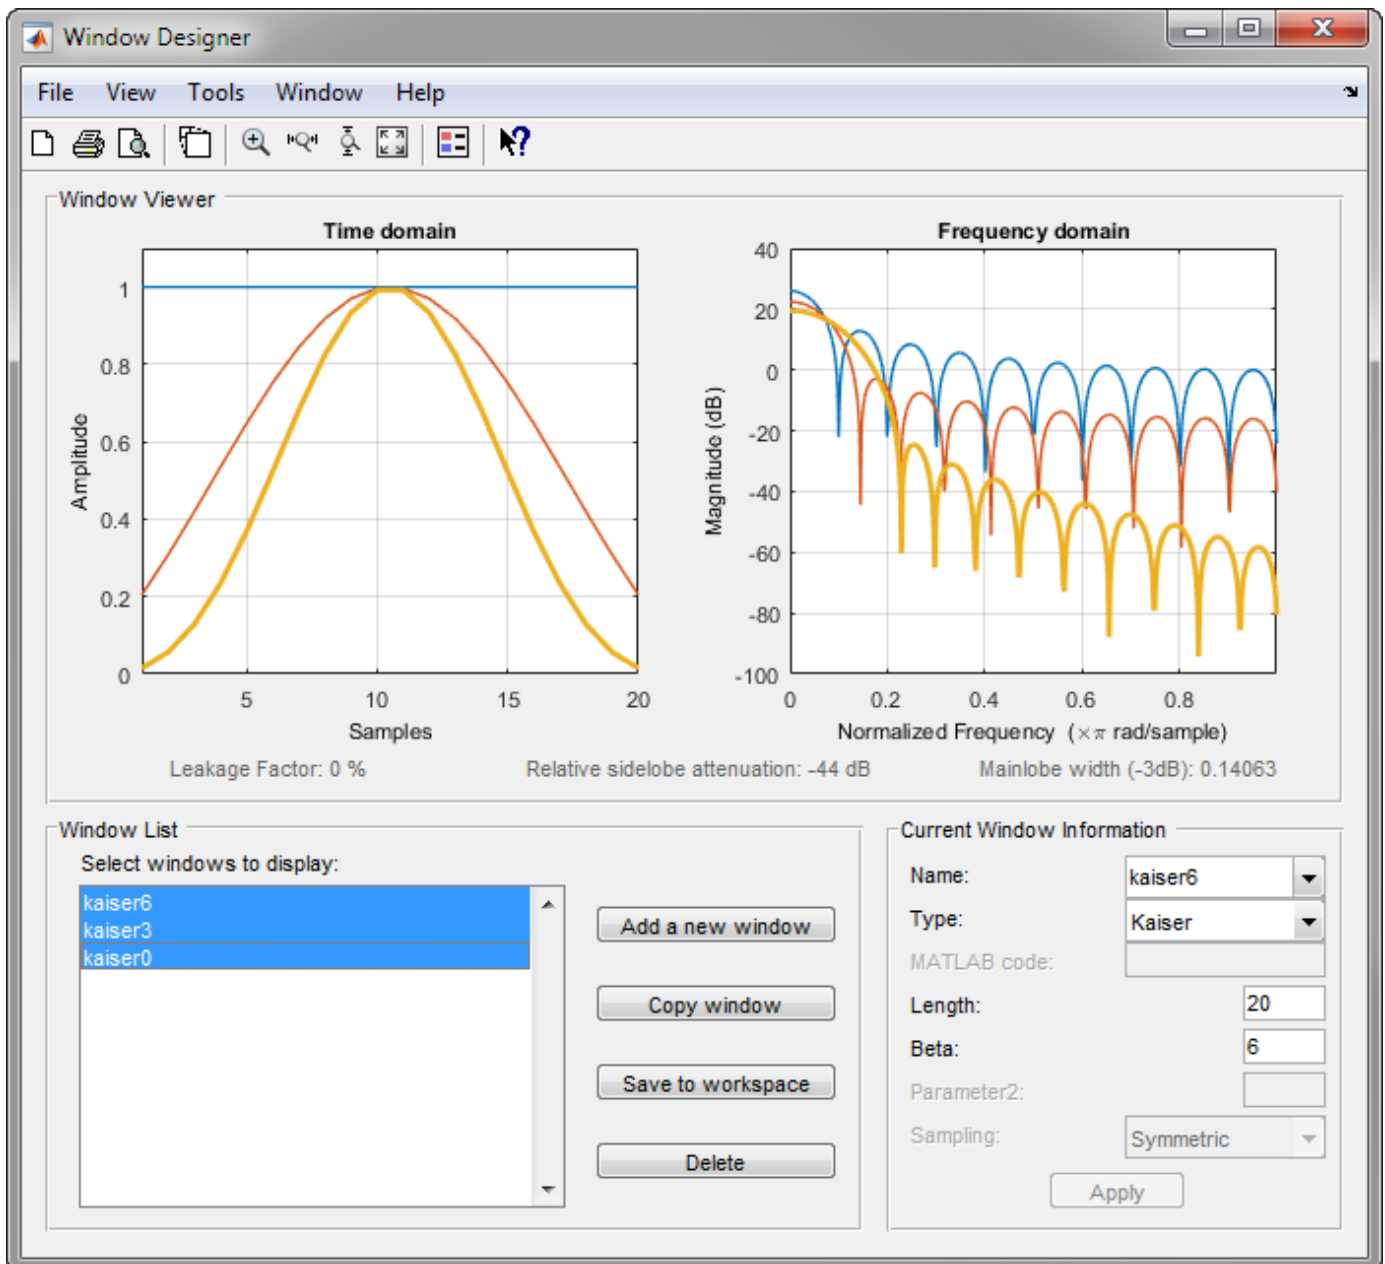 Window Designer
File View Tools Window Help
Window Viewer
Time domain
Frequency domain
1
0.8
0.6
0.4
0.2
0
Amplitude
5 10 15 20
Samples
40
20
0
-20
-40
-60
-80
-100
Magnitude (dB)
0 0.2 0.4 0.6 0.8
Normalized Frequency (×π rad/sample)
Leakage Factor: 0 % Relative sidelobe attenuation: -44 dB Mainlobe width (-3dB): 0.14063
Window List
Select windows to display:
kaiser6
kaiser3
kaiser0
Add a new window
Copy window
Save to workspace
Delete
Current Window Information
Name: kaiser6
Type: Kaiser
MATLAB code:
Length: 20
Beta: 6
Parameter2:
Sampling: Symmetric
Apply